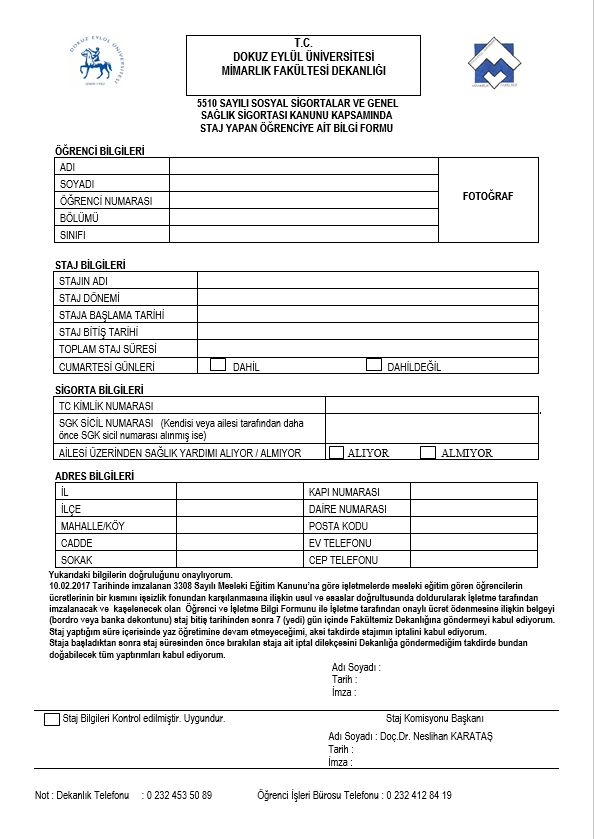 DOKUZ EYLÜL ÜNİVERSİTESİ
T.C.
DOKUZ EYLÜL ÜNİVERSİTESİ
MİMARLIK FAKÜLTESİ DEKANLIĞI
5510 SAYILI SOSYAL SİGORTALAR VE GENEL
SAĞLIK SİGORTASI KANUNU KAPSAMINDA
STAJ YAPAN ÖĞRENCİYE AİT BİLGİ FORMU
ÖĞRENCİ BİLGİLERİ
ADI
SOYADI
ÖĞRENCİ NUMARASI
BÖLÜMÜ
SINIFI
FOTOĞRAF
STAJ BİLGİLERİ
STAJIN ADI
STAJ DÖNEMİ
STAJA BAŞLAMA TARİHİ
STAJ BİTİŞ TARİHİ
TOPLAM STAJ SÜRESİ
CUMARTESİ GÜNLERİ DAHİL DAHİLDEĞİL
SİGORTA BİLGİLERİ
TC KİMLİK NUMARASI
SGK SİCİL NUMARASI (Kendisi veya ailesi tarafından daha
önce SGK sicil numarası alınmış ise)
AİLESİ ÜZERİNDEN SAĞLIK YARDIMI ALIYOR / ALMIYOR ALIYOR ALMIYOR
ADRES BİLGİLERİ
İL KAPI NUMARASI
İLÇE DAİRE NUMARASI
MAHALLE/KÖY POSTA KODU
CADDE EV TELEFONU
SOKAK CEP TELEFONU
Yukarıdaki bilgilerin doğruluğunu onaylıyorum.
10.02.2017 Tarihinde imzalanan 3308 Sayılı Mesleki Eğitim Kanunu'na göre işletmelerde mesleki eğitim gören öğrencilerin
ücretlerinin bir kısmını işsizlik fonundan karşılanmasına ilişkin usul ve esaslar doğrultusunda doldurularak İşletme tarafından
imzalanacak ve kaşelenecek olan Öğrenci ve İşletme Bilgi Formunu ile İşletme tarafından onaylı ücret ödenmesine ilişkin belgeyi
(bordro veya banka dekontunu) staj bitiş tarihinden sonra 7 (yedi) gün içinde Fakültemiz Dekanlığına göndermeyi kabul ediyorum.
Staj yaptığım süre içerisinde yaz öğretimine devam etmeyeceğimi, aksi takdirde stajımın iptalini kabul ediyorum.
Staja başladıktan sonra staj süresinden önce bırakılan staja ait iptal dilekçesini Dekanlığa göndermediğim takdirde bundan
doğabilecek tüm yaptırımları kabul ediyorum.
Adı Soyadı :
Tarih :
İmza :
Staj Bilgileri Kontrol edilmiştir. Uygundur. Staj Komisyonu Başkanı
Adı Soyadı : Doç.Dr. Neslihan KARATAŞ
Tarih :
İmza :
Not : Dekanlık Telefonu : 0 232 453 50 89 Öğrenci İşleri Bürosu Telefonu : 0 232 412 84 19